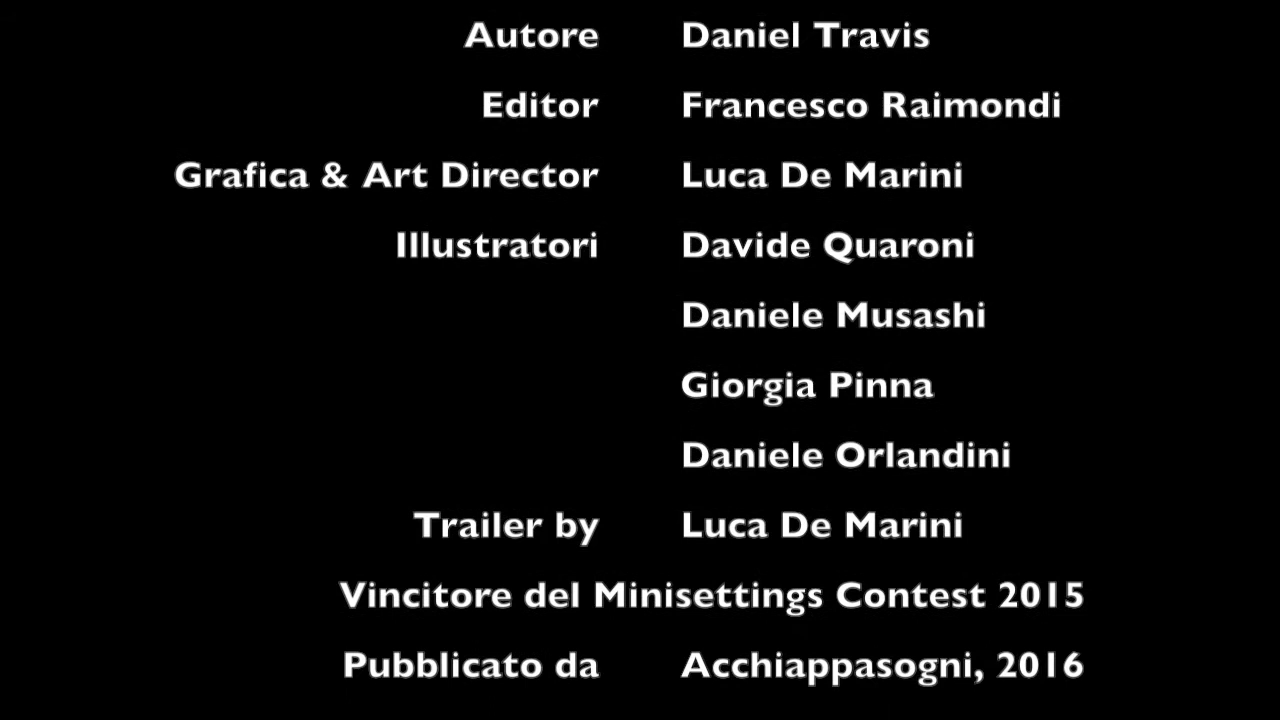 Autore Daniel Travis
Editor Francesco Raimondi
Grafica & Art Director Luca De Marini
Illustratori Davide Quaroni
Daniele Musashi
Giorgia Pinna
Daniele Orlandini
Trailer by Luca De Marini
Vincitore del Minisettings Contest 2015
Pubblicato da Acchiappasogni, 2016